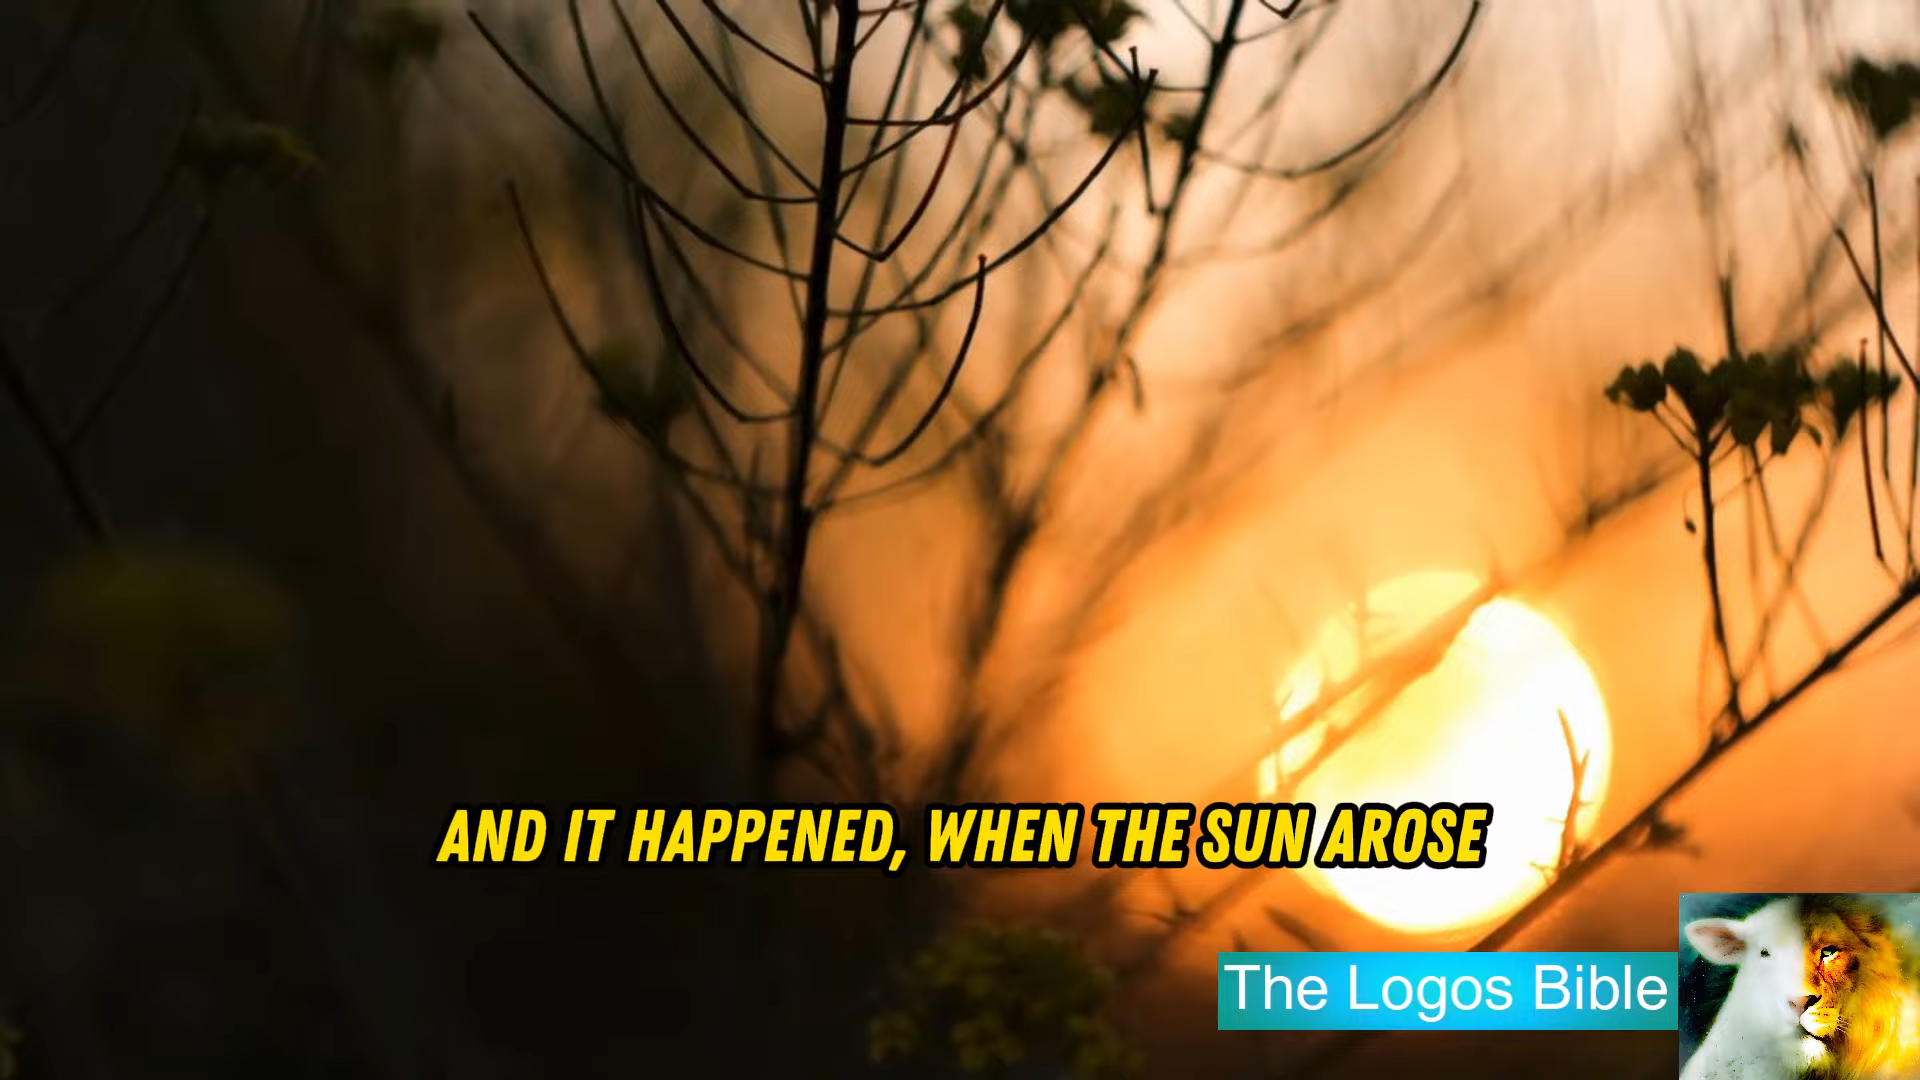 AND IT HAPPENED, WHEN THE SUN AROSE
The Logos Bible